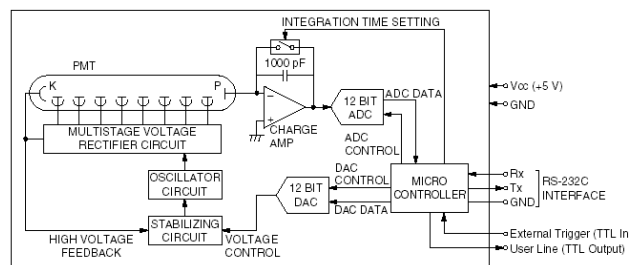 INTEGRATION TIME SETTING
1000 pF
PMT
K
P
−
+
CHARGE
AMP
12 BIT
ADC
ADC DATA
ADC
CONTROL
Vcc (+5 V)
GND
MULTISTAGE VOLTAGE
RECTIFIER CIRCUIT
OSCILLATOR
CIRCUIT
STABILIZING
CIRCUIT
HIGH VOLTAGE
FEEDBACK
VOLTAGE
CONTROL
12 BIT
DAC
DAC
CONTROL
DAC DATA
MICRO
CONTROLLER
Rx
Tx
GND
RS-232C
INTERFACE
External Trigger (TTL In
User Line (TTL Output)